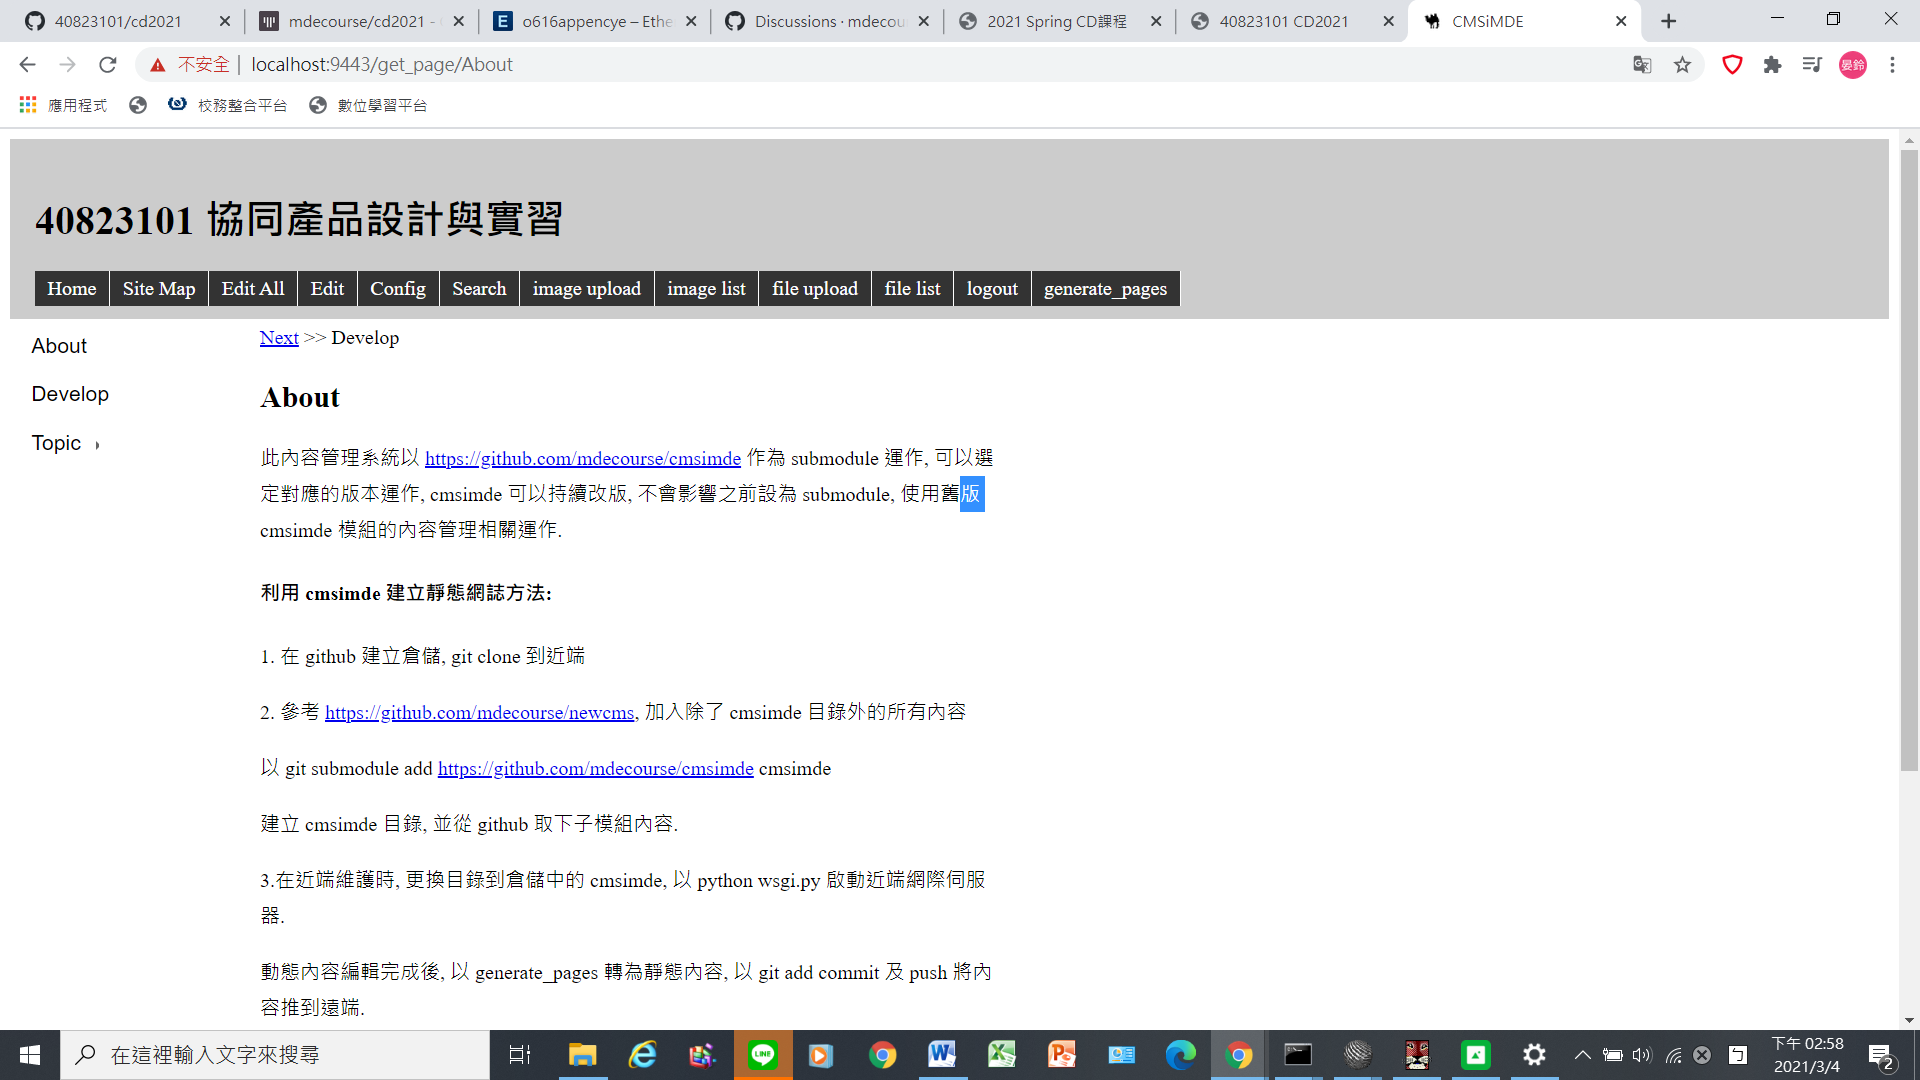 40823101/cd2021
mdecourse/cd2021 -
o616appencye – Ethe
Discussions · mdecour
2021 Spring CD課程
40823101 CD2021
CMSiMDE
不安全 | localhost:9443/get_page/About
晏鈴
應用程式
校務整合平台
數位學習平台
40823101 協同產品設計與實習
Home
Site Map
Edit All
Edit
Config
Search
image upload
image list
file upload
file list
logout
generate_pages
About
Develop
Topic
Next >> Develop
About
此內容管理系統以 https://github.com/mdecourse/cmsimde 作為 submodule 運作, 可以選
定對應的版本運作, cmsimde 可以持續改版, 不會影響之前設為 submodule, 使用舊版
cmsimde 模組的內容管理相關運作.
利用 cmsimde 建立靜態網誌方法:
1. 在 github 建立倉儲, git clone 到近端
2. 參考 https://github.com/mdecourse/newcms, 加入除了 cmsimde 目錄外的所有內容
以 git submodule add https://github.com/mdecourse/cmsimde cmsimde
建立 cmsimde 目錄, 並從 github 取下子模組內容.
3.在近端維護時, 更換目錄到倉儲中的 cmsimde, 以 python wsgi.py 啟動近端網際伺服
器.
動態內容編輯完成後, 以 generate_pages 轉為靜態內容, 以 git add commit 及 push 將內
容推到遠端.
在這裡輸入文字來搜尋
LINE
下午 02:58
2021/3/4
2